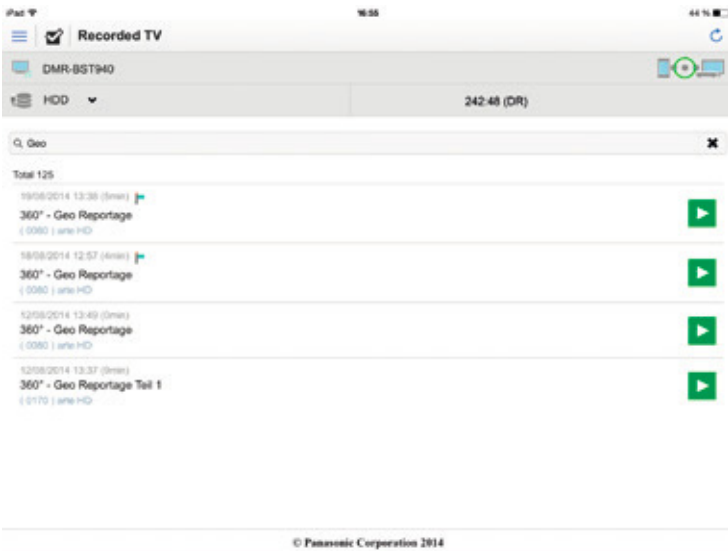 iPad 16:55 44 %
Recorded TV
DMR-BST940
HDD 242:48 (DR)
Geo
Total 125
19/08/2014 13:38 (5min)
360° - Geo Reportage
( 0080 ) arte HD
18/08/2014 12:57 (4min)
360° - Geo Reportage
( 0080 ) arte HD
12/08/2014 13:49 (0min)
360° - Geo Reportage
( 0080 ) arte HD
12/08/2014 13:37 (0min)
360° - Geo Reportage Teil 1
( 0170 ) arte HD
© Panasonic Corporation 2014